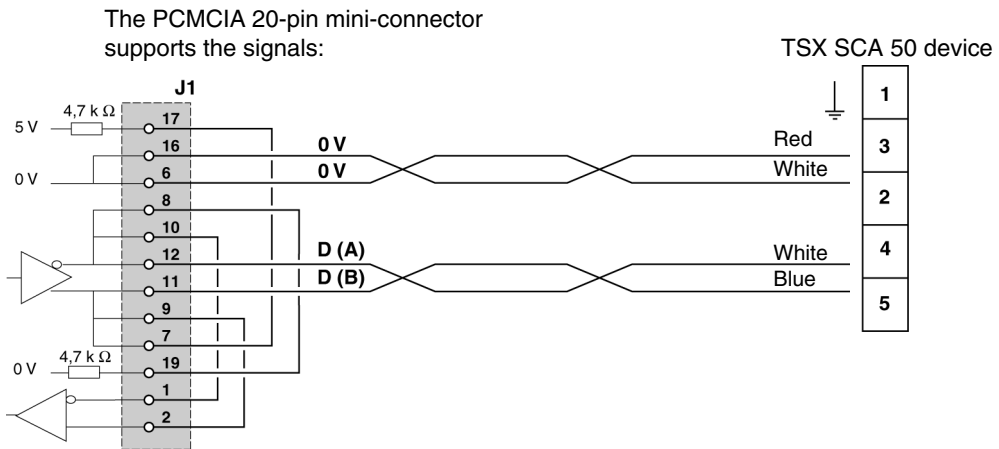 The PCMCIA 20-pin mini-connector
supports the signals:
TSX SCA 50 device
J1
1
4,7 k Ω
17
5 V
16
0 V
Red
3
0 V
6
0 V
White
8
2
10
12
D (A)
White
4
11
D (B)
Blue
9
5
7
4,7 k Ω
19
0 V
1
2